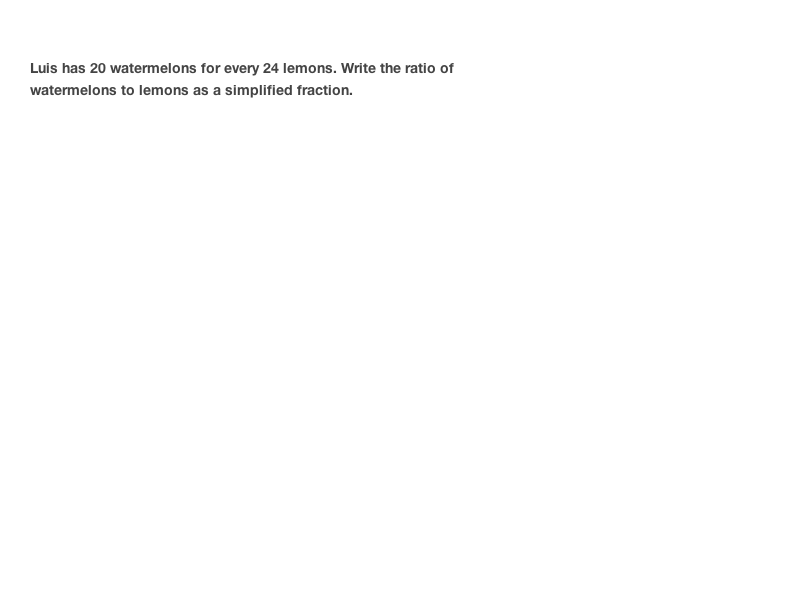 Luis has 20 watermelons for every 24 lemons. Write the ratio of
watermelons to lemons as a simplified fraction.